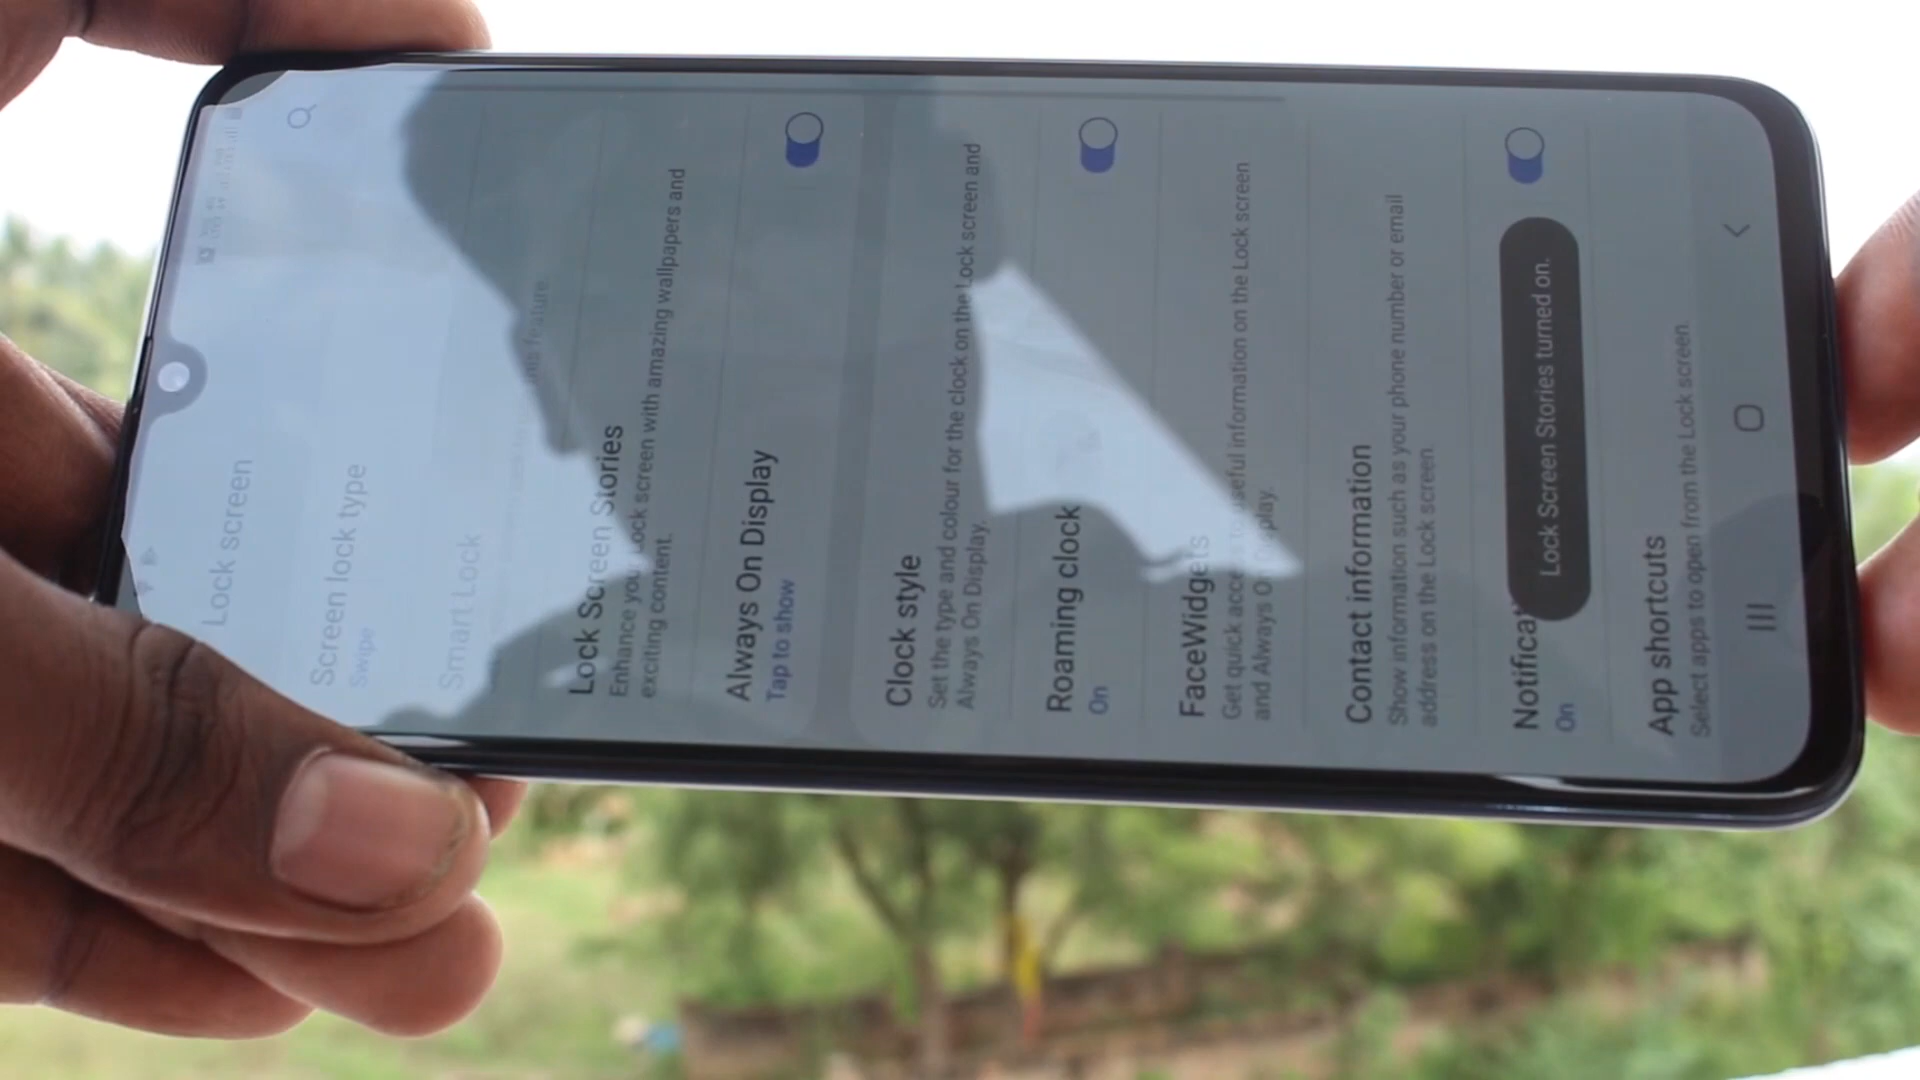 Lock screen
Screen lock type
Swipe
Smart Lock
feature.
Lock Screen Stories
Enhance your Lock screen with amazing wallpapers and
exciting content.
Always On Display
Tap to show
Clock style
Set the type and colour for the clock on the Lock screen and
Always On Display.
Roaming clock
On
FaceWidgets
Get quick access to useful information on the Lock screen
and Always On Display.
Contact information
Show information such as your phone number or email
address on the Lock screen.
Notificat
On
Lock Screen Stories turned on.
App shortcuts
Select apps to open from the Lock screen.